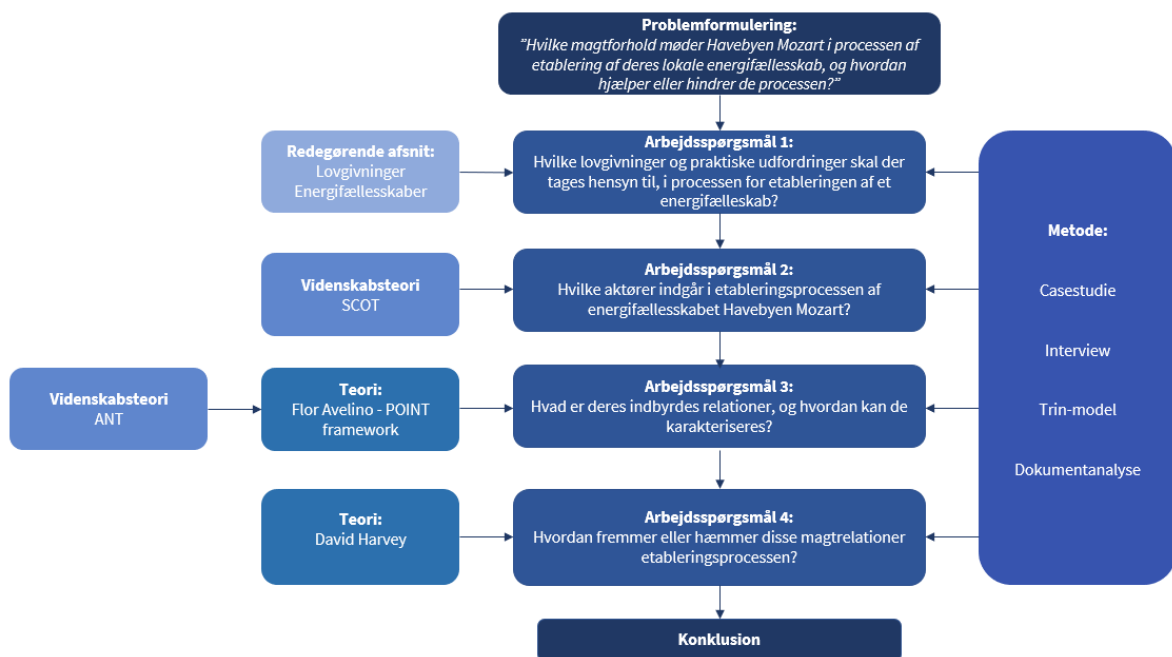 Problemformulering:
”Hvilke magtforhold møder Havebyen Mozart i processen af
etablering af deres lokale energifællesskab, og hvordan
hjælper eller hindrer de processen?”
Redegørende afsnit:
Lovgivninger
Energifællesskaber
Arbejdsspørgsmål 1:
Hvilke lovgivninger og praktiske udfordringer skal der
tages hensyn til, i processen for etableringen af et
energifælleskab?
Videnskabsteori
SCOT
Arbejdsspørgsmål 2:
Hvilke aktører indgår i etableringsprocessen af
energifællesskabet Havebyen Mozart?
Videnskabsteori
ANT
Teori:
Flor Avelino - POINT
framework
Arbejdsspørgsmål 3:
Hvad er deres indbyrdes relationer, og hvordan kan de
karakteriseres?
Teori:
David Harvey
Arbejdsspørgsmål 4:
Hvordan fremmer eller hæmmer disse magtrelationer
etableringsprocessen?
Metode:
Casestudie
Interview
Trin-model
Dokumentanalyse
Konklusion